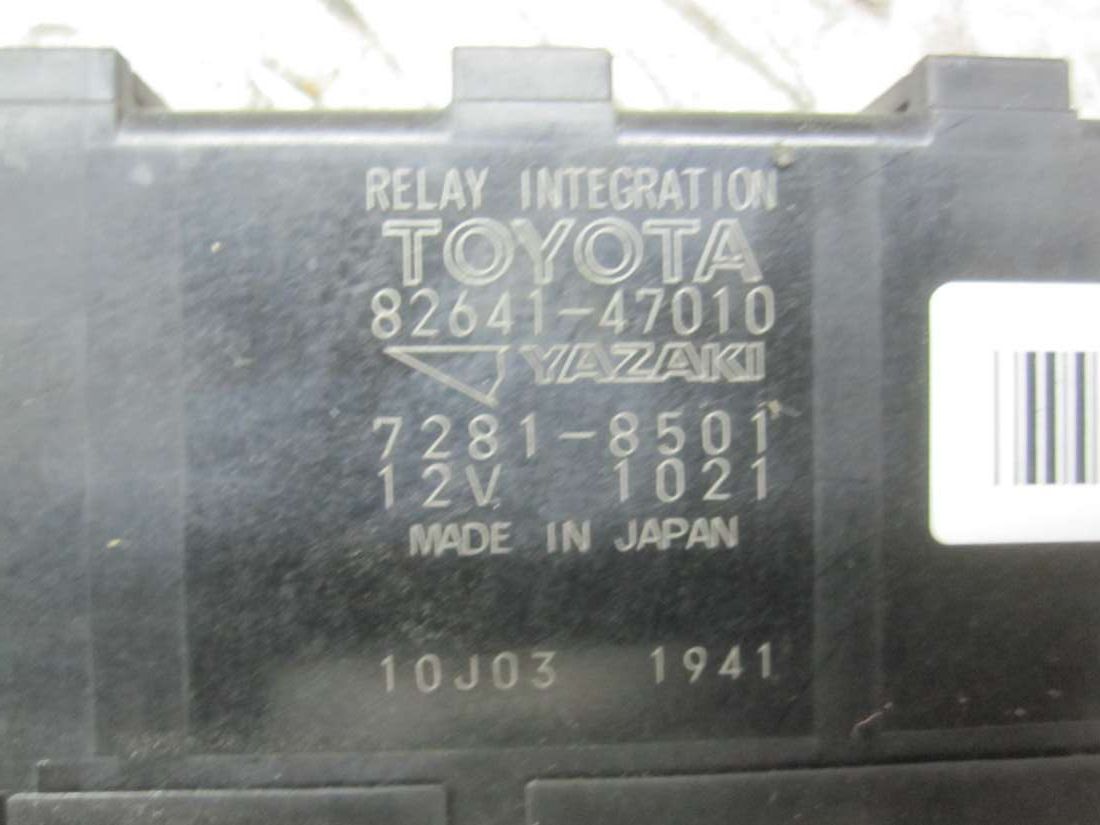 RELAY INTEGRATION
TOYOTA
82641-47010
YAZAKI
7281-8501
12V 1021
MADE IN JAPAN
10J03 1941